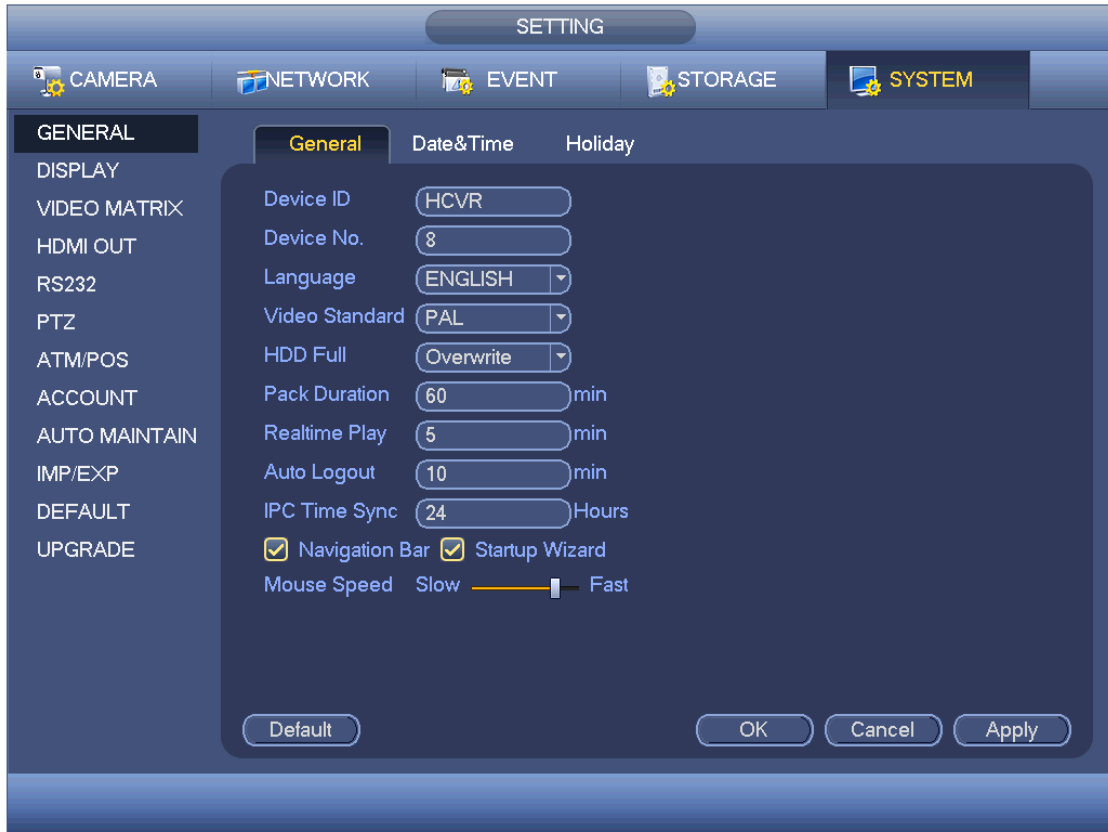 SETTING
CAMERA NETWORK EVENT STORAGE SYSTEM
GENERAL
DISPLAY
VIDEO MATRIX
HDMI OUT
RS232
PTZ
ATM/POS
ACCOUNT
AUTO MAINTAIN
IMP/EXP
DEFAULT
UPGRADE
General Date&Time Holiday
Device ID HCVR
Device No. 8
Language ENGLISH
Video Standard PAL
HDD Full Overwrite
Pack Duration 60 min
Realtime Play 5 min
Auto Logout 10 min
IPC Time Sync 24 Hours
Navigation Bar Startup Wizard
Mouse Speed Slow Fast
Default OK Cancel Apply